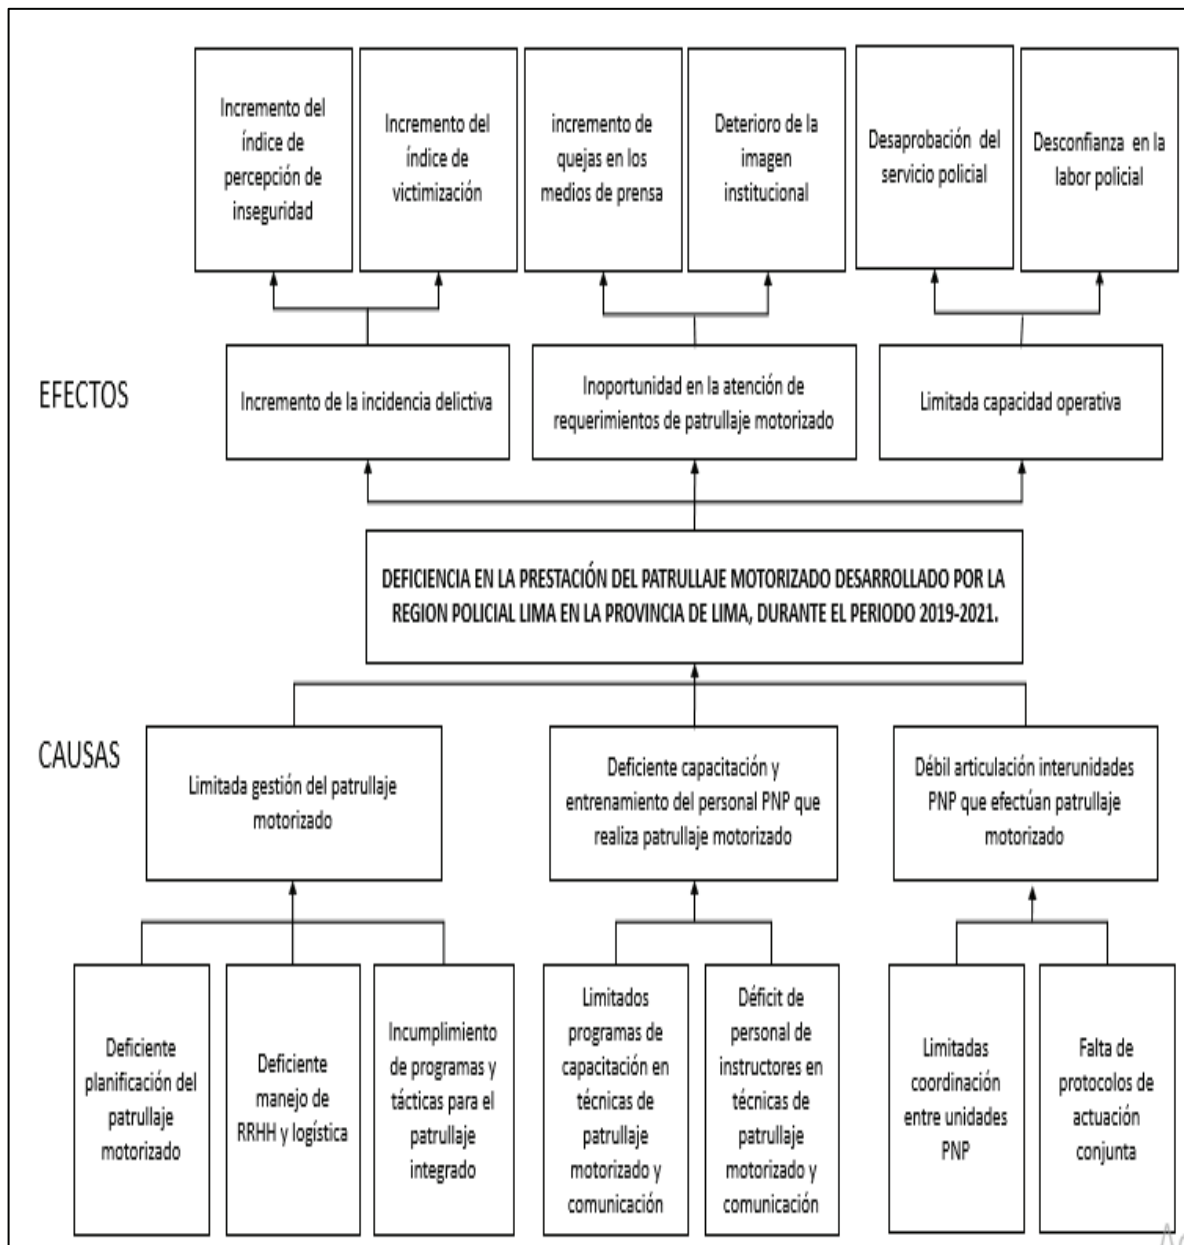 Incremento del
índice de
percepción de
inseguridad
Incremento del
índice de
victimización
incremento de
quejas en los
medios de prensa
Deterioro de la
imagen
institucional
Desaprobación del
servicio policial
Desconfianza en la
labor policial
EFECTOS
Incremento de la incidencia delictiva
Inoportunidad en la atención de
requerimientos de patrullaje motorizado
Limitada capacidad operativa
DEFICIENCIA EN LA PRESTACIÓN DEL PATRULLAJE MOTORIZADO DESARROLLADO POR LA
REGION POLICIAL LIMA EN LA PROVINCIA DE LIMA, DURANTE EL PERIODO 2019-2021.
CAUSAS
Limitada gestión del patrullaje
motorizado
Deficiente capacitación y
entrenamiento del personal PNP que
realiza patrullaje motorizado
Débil articulación interunidades
PNP que efectúan patrullaje
motorizado
Deficiente
planificación del
patrullaje
motorizado
Deficiente
manejo de
RRHH y logística
Incumplimiento
de programas y
tácticas para el
patrullaje
integrado
Limitados
programas de
capacitación en
técnicas de
patrullaje
motorizado y
comunicación
Déficit de
personal de
instructores en
técnicas de
patrullaje
motorizado y
comunicación
Limitadas
coordinación
entre unidades
PNP
Falta de
protocolos de
actuación
conjunta